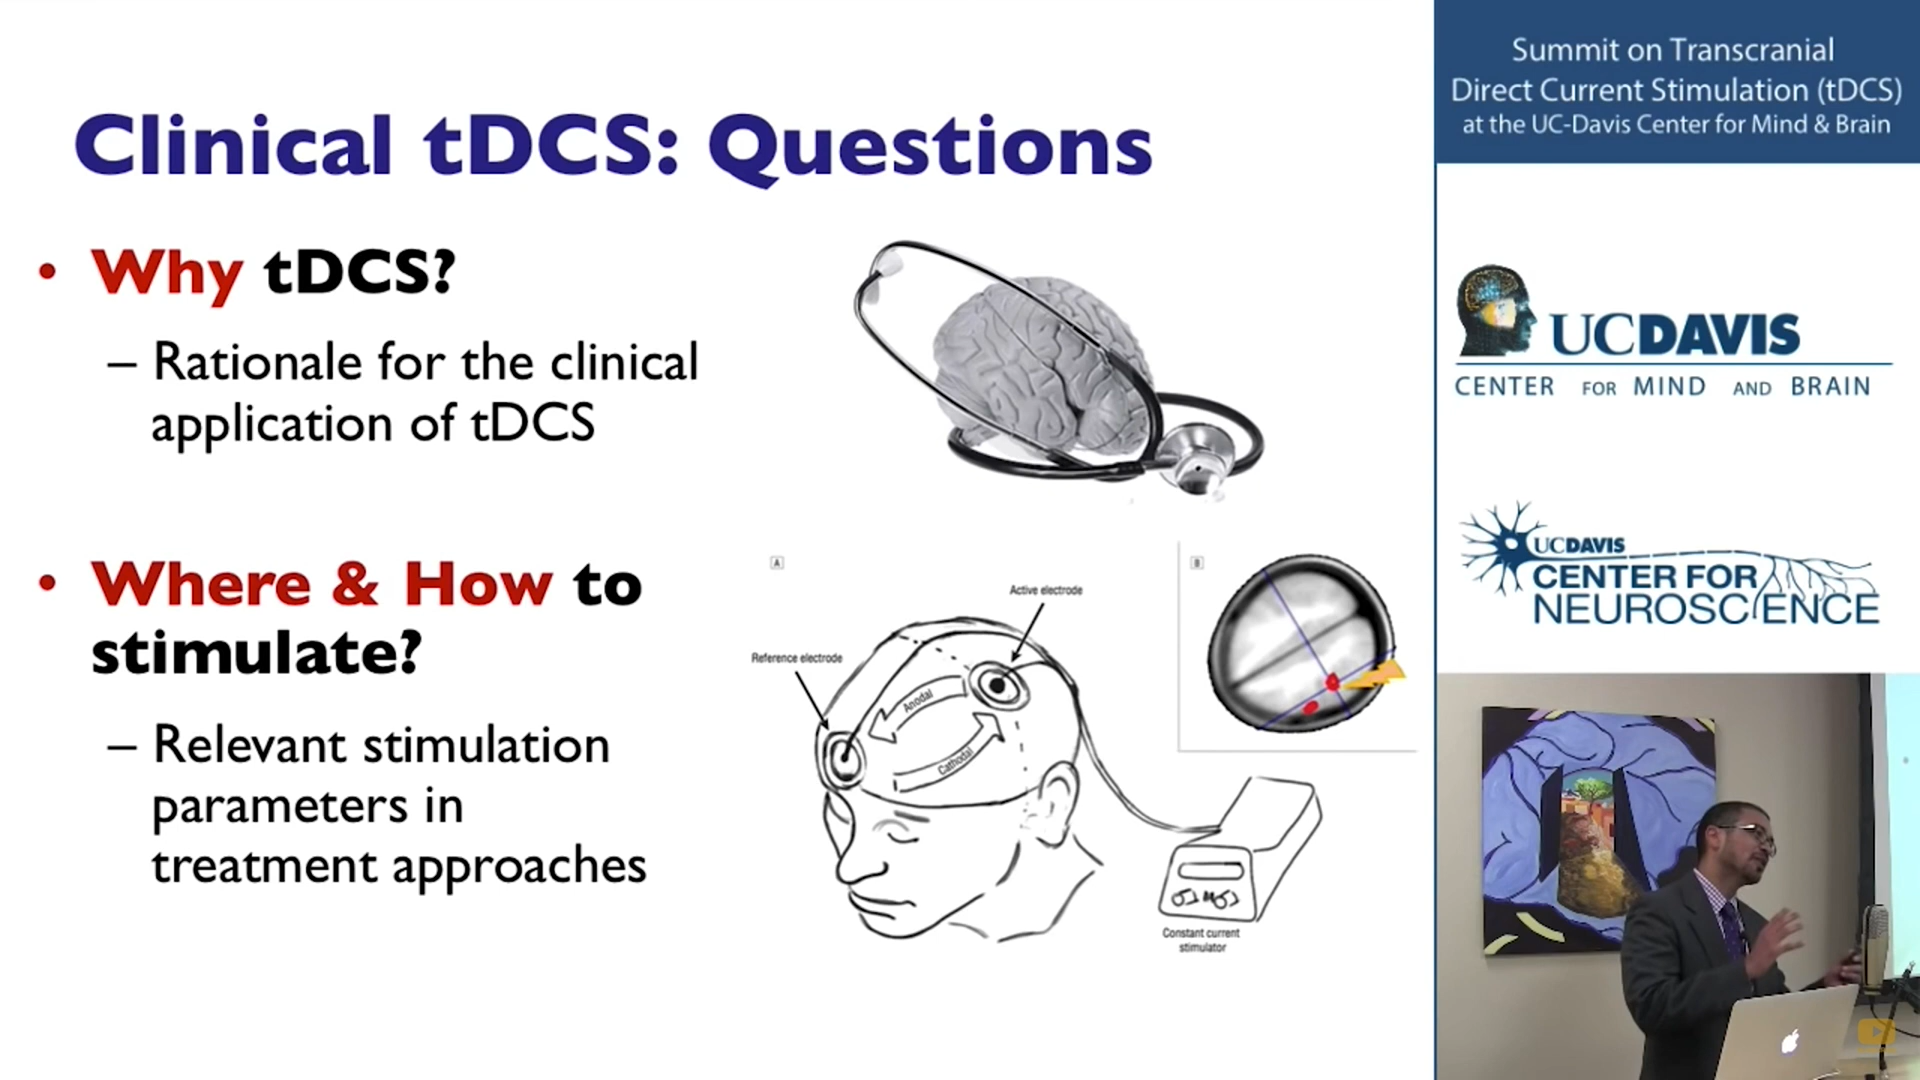 Clinical tDCS: Questions
• Why tDCS?
– Rationale for the clinical
application of tDCS
• Where & How to
stimulate?
– Relevant stimulation
parameters in
treatment approaches
A
Active electrode
Reference electrode
Anodal
Cathodal
B
Constant current
stimulator
Summit on Transcranial
Direct Current Stimulation (tDCS)
at the UC-Davis Center for Mind & Brain
UCDAVIS
CENTER FOR MIND AND BRAIN
UCDAVIS
CENTER FOR
NEUROSCIENCE